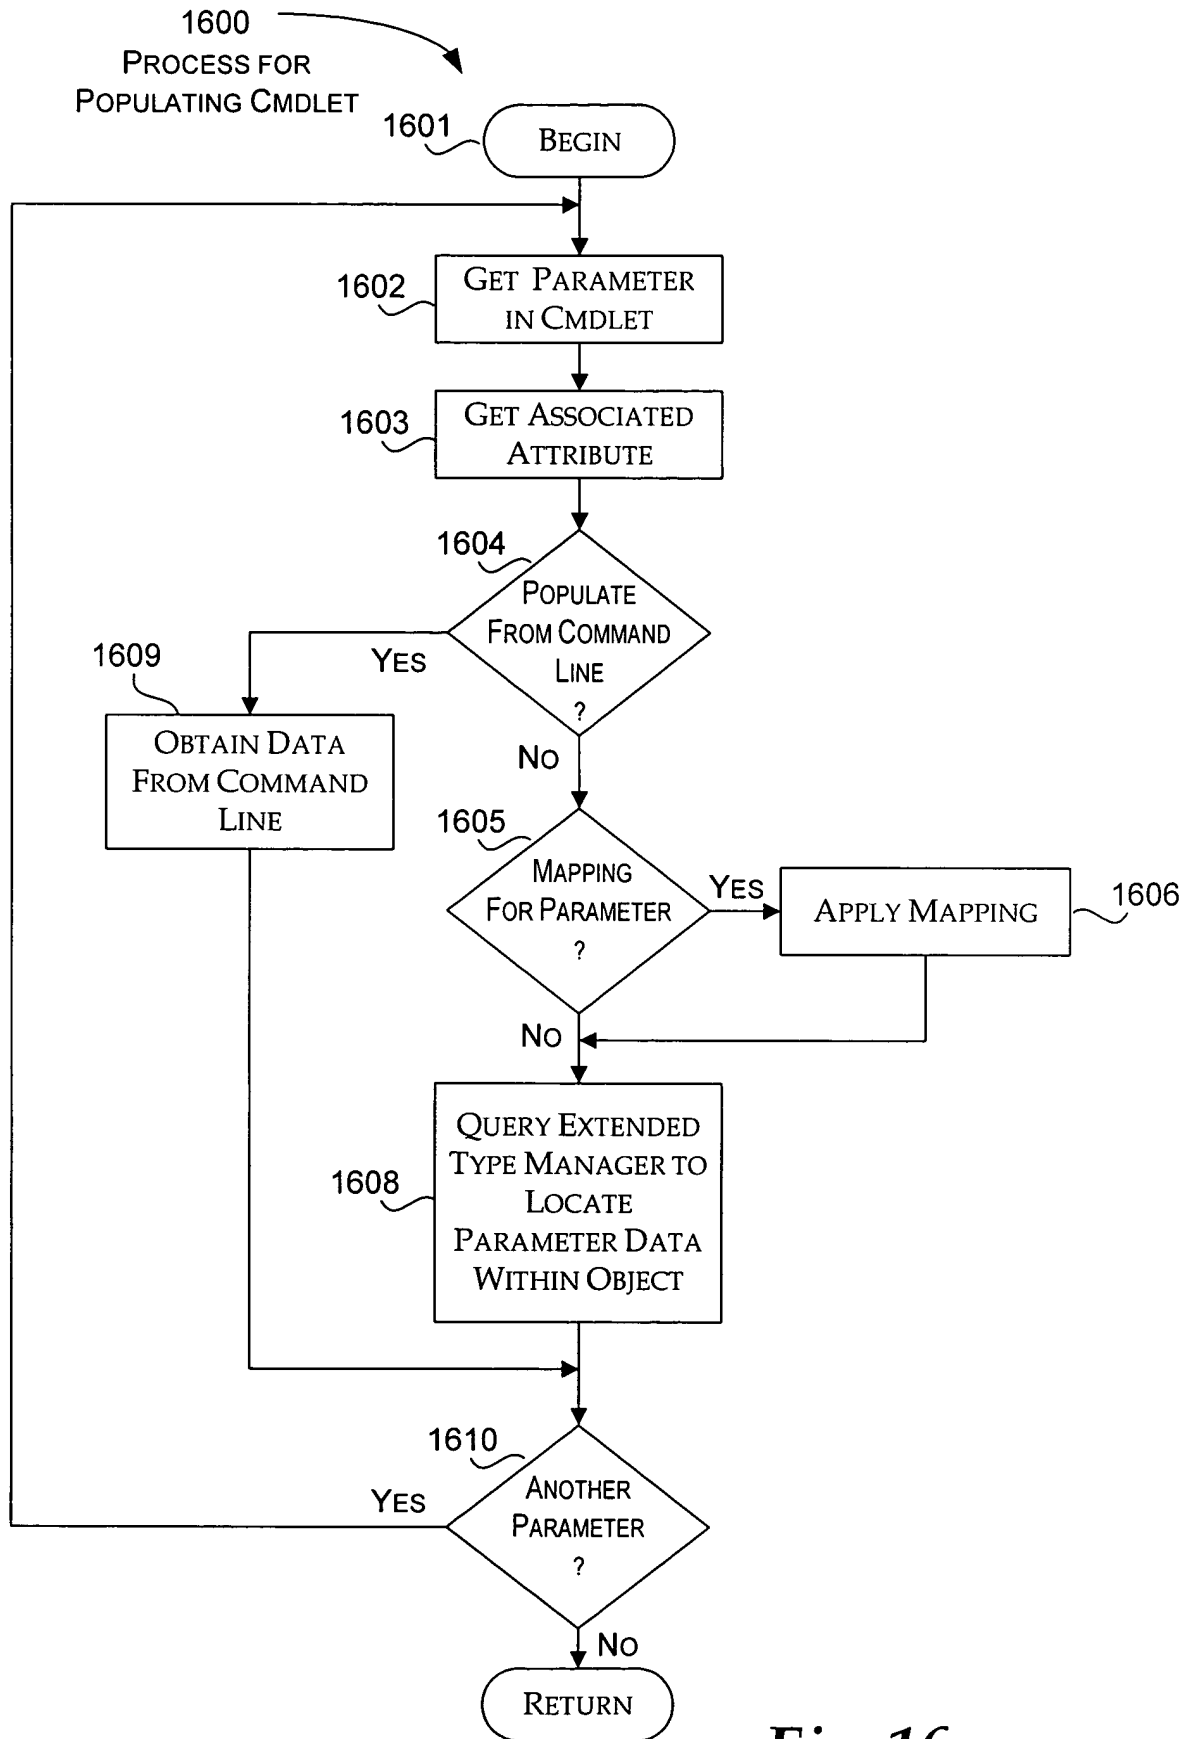 1600
PROCESS FOR
POPULATING CMDLET
1601
BEGIN
1602
GET PARAMETER
IN CMDLET
1603
GET ASSOCIATED
ATTRIBUTE
1604
POPULATE
FROM COMMAND
LINE
?
YES
1609
OBTAIN DATA
FROM COMMAND
LINE
NO
1605
MAPPING
FOR PARAMETER
?
YES
APPLY MAPPING
1606
NO
1608
QUERY EXTENDED
TYPE MANAGER TO
LOCATE
PARAMETER DATA
WITHIN OBJECT
1610
ANOTHER
PARAMETER
?
YES
NO
RETURN
Fig. 16